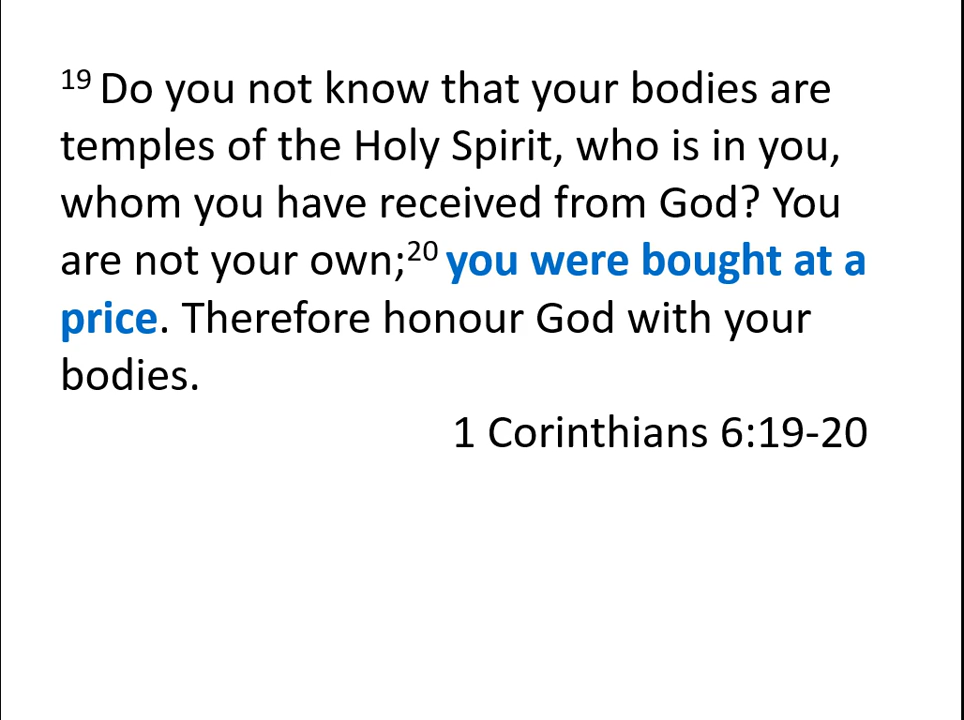 19 Do you not know that your bodies are
temples of the Holy Spirit, who is in you,
whom you have received from God? You
are not your own;20 you were bought at a
price. Therefore honour God with your
bodies.
1 Corinthians 6:19-20